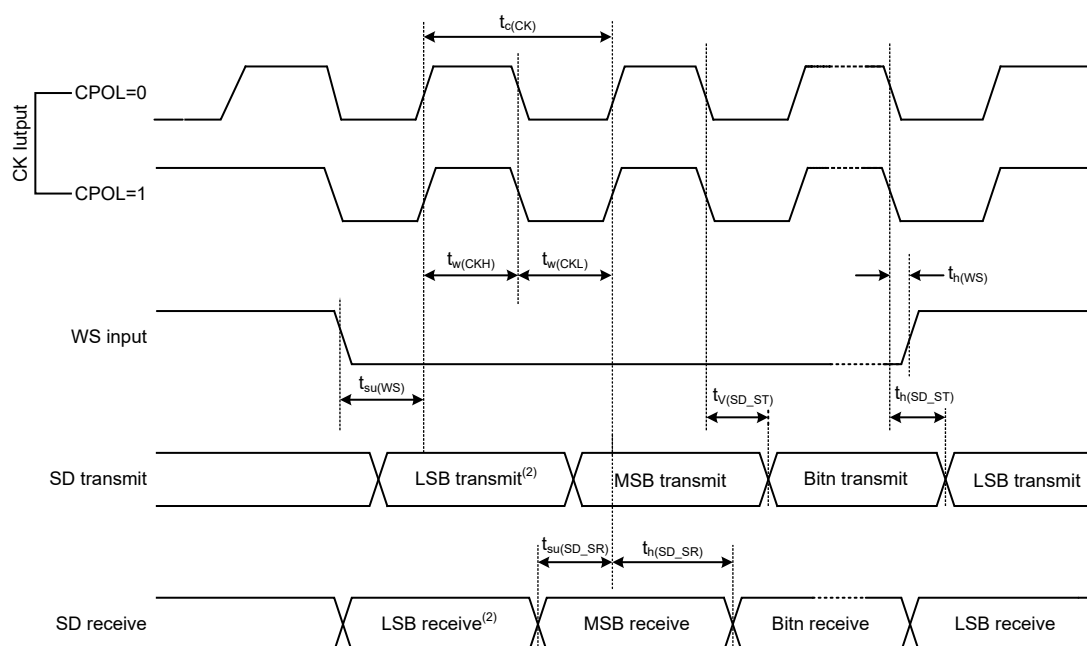 tc(CK)
CPOL=0
CK Iutput
CPOL=1
tw(CKH)
tw(CKL)
th(WS)
WS input
tsu(WS)
tV(SD_ST)
th(SD_ST)
SD transmit
LSB transmit(2)
MSB transmit
Bitn transmit
LSB transmit
tsu(SD_SR)
th(SD_SR)
SD receive
LSB receive(2)
MSB receive
Bitn receive
LSB receive